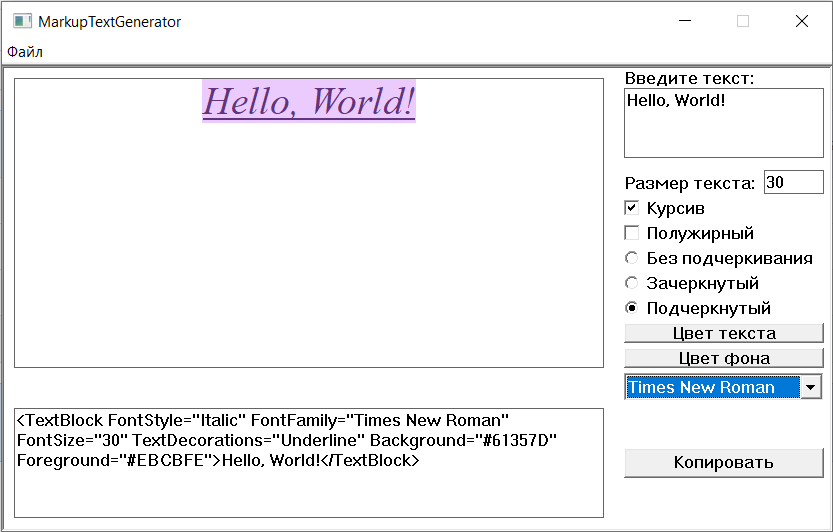 MarkupTextGenerator
Файл
Hello, World!
Введите текст:
Hello, World!
Размер текста: 30
Курсив
Полужирный
Без подчеркивания
Зачеркнутый
Подчеркнутый
Цвет текста
Цвет фона
Times New Roman
<TextBlock FontStyle="Italic" FontFamily="Times New Roman"
FontSize="30" TextDecorations="Underline" Background="#61357D"
Foreground="#EBCBFE">Hello, World!</TextBlock>
Копировать